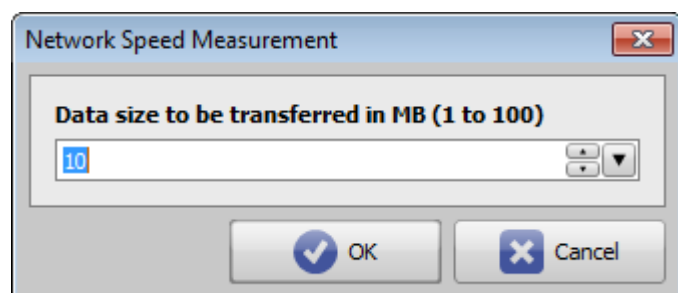 Network Speed Measurement
Data size to be transferred in MB (1 to 100)
10
OK
Cancel